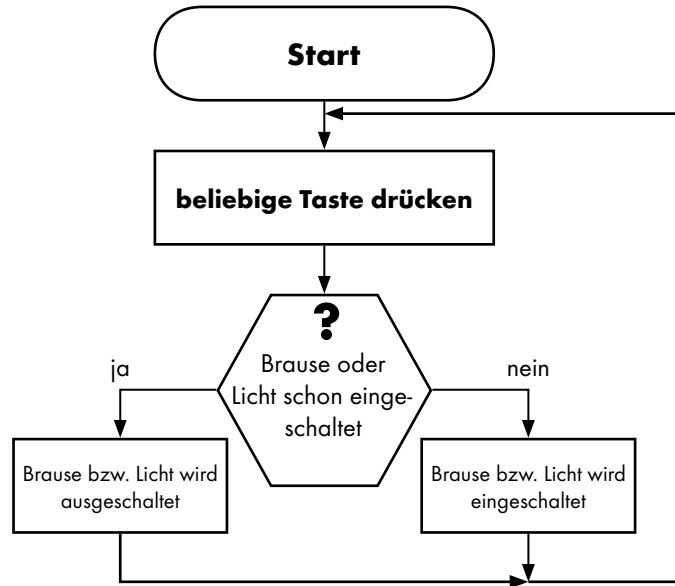 Start
beliebige Taste drücken
?
Brause oder
Licht schon einge-
schaltet
ja
nein
Brause bzw. Licht wird
ausgeschaltet
Brause bzw. Licht wird
eingeschaltet